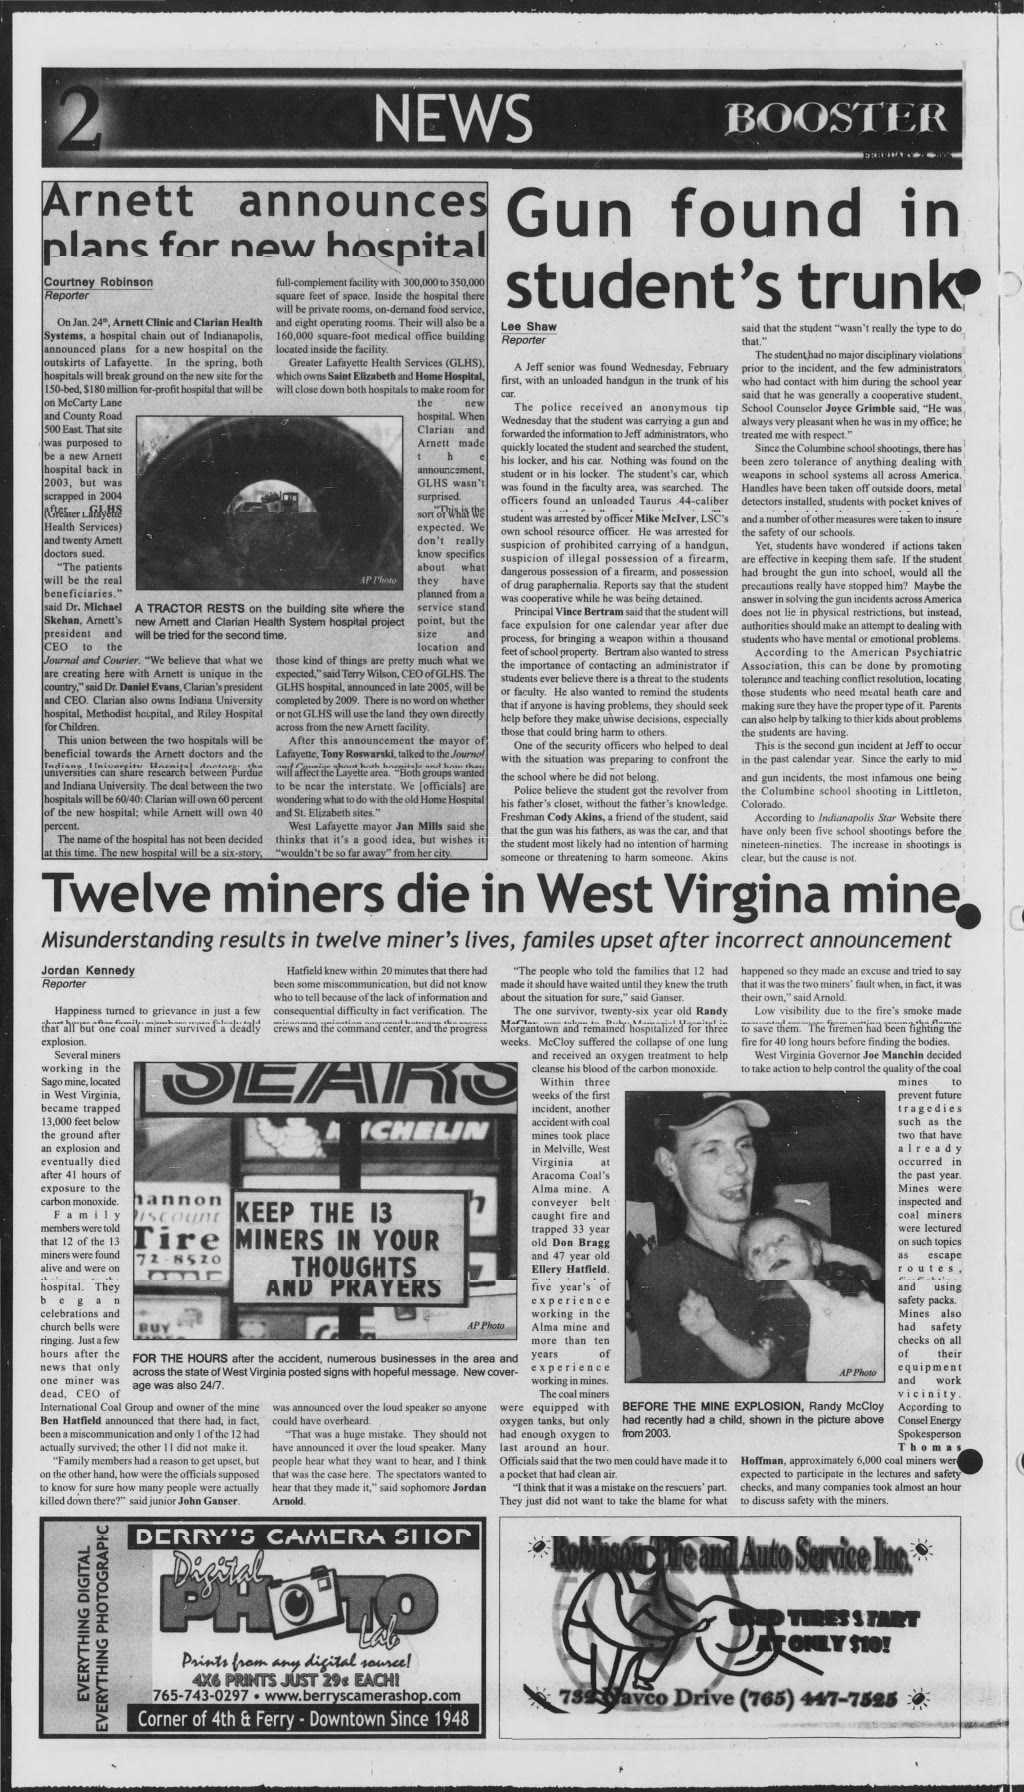 2
NEWS
BOOSTER
FEBRUARY 28, 2006
Arnett announces
plans for new hospital
Courtney Robinson
Reporter
On Jan. 24th, Arnett Clinic and Clarian Health
Systems, a hospital chain out of Indianapolis,
announced plans for a new hospital on the
outskirts of Lafayette. In the spring, both
hospitals will break ground on the new site for the
150-bed, $180 million for-profit hospital that will be
on McCarty Lane
and County Road
500 East. That site
was purposed to
be a new Arnett
hospital back in
2003, but was
scrapped in 2004
after GLHS
(Greater Lafayette
Health Services)
and twenty Arnett
doctors sued.
"The patients
will be the real
beneficiaries."
said Dr. Michael
Skehan, Arnett's
president and
CEO to the
Journal and Courier. "We believe that what we
are creating here with Arnett is unique in the
country," said Dr. Daniel Evans, Clarian's president
and CEO. Clarian also owns Indiana University
hospital, Methodist hospital, and Riley Hospital
for Children.
This union between the two hospitals will be
beneficial towards the Arnett doctors and the
Indiana University Hospital doctors; the
universities can share research between Purdue
and Indiana University. The deal between the two
hospitals will be 60/40: Clarian will own 60 percent
of the new hospital; while Arnett will own 40
percent.
The name of the hospital has not been decided
at this time. The new hospital will be a six-story,
full-complement facility with 300,000 to 350,000
square feet of space. Inside the hospital there
will be private rooms, on-demand food service,
and eight operating rooms. Their will also be a
160,000 square-foot medical office building
located inside the facility.
Greater Lafayette Health Services (GLHS),
which owns Saint Elizabeth and Home Hospital,
will close down both hospitals to make room for
the new
hospital. When
Clarian and
Arnett made
t h e
announcement,
GLHS wasn't
surprised.
"This is the
sort of what we
expected. We
don't really
know specifics
about what
they have
planned from a
service stand
point, but the
size and
location and
those kind of things are pretty much what we
expected," said Terry Wilson, CEO of GLHS. The
GLHS hospital, announced in late 2005, will be
completed by 2009. There is no word on whether
or not GLHS will use the land they own directly
across from the new Arnett facility.
After this announcement the mayor of
Lafayette, Tony Roswarski, talked to the Journal
and Courier about both hospitals and how they
will affect the Layette area. "Both groups wanted
to be near the interstate. We [officials] are
wondering what to do with the old Home Hospital
and St. Elizabeth sites."
West Lafayette mayor Jan Mills said she
thinks that it's a good idea, but wishes it
"wouldn't be so far away" from her city.
AP Photo
A TRACTOR RESTS on the building site where the
new Arnett and Clarian Health System hospital project
will be tried for the second time.
Gun found in
student's trunk
Lee Shaw
Reporter
A Jeff senior was found Wednesday, February
first, with an unloaded handgun in the trunk of his
car.
The police received an anonymous tip
Wednesday that the student was carrying a gun and
forwarded the information to Jeff administrators, who
quickly located the student and searched the student,
his locker, and his car. Nothing was found on the
student or in his locker. The student's car, which
was found in the faculty area, was searched. The
officers found an unloaded Taurus .44-caliber
student was arrested by officer Mike McIver, LSC's
own school resource officer. He was arrested for
suspicion of prohibited carrying of a handgun,
suspicion of illegal possession of a firearm,
dangerous possession of a firearm, and possession
of drug paraphernalia. Reports say that the student
was cooperative while he was being detained.
Principal Vince Bertram said that the student will
face expulsion for one calendar year after due
process, for bringing a weapon within a thousand
feet of school property. Bertram also wanted to stress
the importance of contacting an administrator if
students ever believe there is a threat to the students
or faculty. He also wanted to remind the students
that if anyone is having problems, they should seek
help before they make unwise decisions, especially
those that could bring harm to others.
One of the security officers who helped to deal
with the situation was preparing to confront the
the school where he did not belong.
Police believe the student got the revolver from
his father's closet, without the father's knowledge.
Freshman Cody Akins, a friend of the student, said
that the gun was his fathers, as was the car, and that
the student most likely had no intention of harming
someone or threatening to harm someone. Akins
said that the student "wasn't really the type to do
that."
The student had no major disciplinary violations
prior to the incident, and the few administrators
who had contact with him during the school year
said that he was generally a cooperative student.
School Counselor Joyce Grimble said, "He was
always very pleasant when he was in my office; he
treated me with respect."
Since the Columbine school shootings, there has
been zero tolerance of anything dealing with
weapons in school systems all across America.
Handles have been taken off outside doors, metal
detectors installed, students with pocket knives of
and a number of other measures were taken to insure
the safety of our schools.
Yet, students have wondered if actions taken
are effective in keeping them safe. If the student
had brought the gun into school, would all the
precautions really have stopped him? Maybe the
answer in solving the gun incidents across America
does not lie in physical restrictions, but instead,
authorities should make an attempt to dealing with
students who have mental or emotional problems.
According to the American Psychiatric
Association, this can be done by promoting
tolerance and teaching conflict resolution, locating
those students who need mental heath care and
making sure they have the proper type of it. Parents
can also help by talking to thier kids about problems
the students are having.
This is the second gun incident at Jeff to occur
in the past calendar year. Since the early to mid
and gun incidents, the most infamous one being
the Columbine school shooting in Littleton,
Colorado.
According to Indianapolis Star Website there
have only been five school shootings before the
nineteen-nineties. The increase in shootings is
clear, but the cause is not.
Twelve miners die in West Virgina mine
Misunderstanding results in twelve miner's lives, familes upset after incorrect announcement
Jordan Kennedy
Reporter
Happiness turned to grievance in just a few
short hours after family members were falsely told
that all but one coal miner survived a deadly
explosion.
Several miners
working in the
Sago mine, located
in West Virginia,
became trapped
13,000 feet below
the ground after
an explosion and
eventually died
after 41 hours of
exposure to the
carbon monoxide.
F a m i l y
members were told
that 12 of the 13
miners were found
alive and were on
hospital. They
b e g a n
celebrations and
church bells were
ringing. Just a few
hours after the
news that only
one miner was
dead, CEO of
International Coal Group and owner of the mine
Ben Hatfield announced that there had, in fact,
been a miscommunication and only 1 of the 12 had
actually survived; the other 11 did not make it.
"Family members had a reason to get upset, but
on the other hand, how were the officials supposed
to know for sure how many people were actually
killed down there?" said junior John Ganser.
Hatfield knew within 20 minutes that there had
been some miscommunication, but did not know
who to tell because of the lack of information and
consequential difficulty in fact verification. The
crews and the command center, and the progress
SEARS
MICHELIN
hannon
Discount
Tire
72-8520
BUY
KEEP THE 13
MINERS IN YOUR
THOUGHTS
AND PRAYERS
AP Photo
FOR THE HOURS after the accident, numerous businesses in the area and
across the state of West Virginia posted signs with hopeful message. New cover-
age was also 24/7.
was announced over the loud speaker so anyone
could have overheard.
"That was a huge mistake. They should not
have announced it over the loud speaker. Many
people hear what they want to hear, and I think
that was the case here. The spectators wanted to
hear that they made it," said sophomore Jordan
Arnold.
"The people who told the families that 12 had
made it should have waited until they knew the truth
about the situation for sure," said Ganser.
The one survivor, twenty-six year old Randy
McCloy, was taken to Ruby Memorial Hospital in
Morgantown and remained hospitalized for three
weeks. McCloy suffered the collapse of one lung
and received an oxygen treatment to help
cleanse his blood of the carbon monoxide.
Within three
weeks of the first
incident, another
accident with coal
mines took place
in Melville, West
Virginia at
Aracoma Coal's
Alma mine. A
conveyer belt
caught fire and
trapped 33 year
old Don Bragg
and 47 year old
Ellery Hatfield.
five year's of
e x p e r i e n c e
working in the
Alma mine and
more than ten
years of
e x p e r i e n c e
working in mines.
The coal miners
were equipped with
oxygen tanks, but only
had enough oxygen to
last around an hour.
Officials said that the two men could have made it to
a pocket that had clean air.
"I think that it was a mistake on the rescuers' part.
They just did not want to take the blame for what
happened so they made an excuse and tried to say
that it was the two miners' fault when, in fact, it was
their own," said Arnold.
Low visibility due to the fire's smoke made
to save them. The firemen had been fighting the
fire for 40 long hours before finding the bodies.
West Virginia Governor Joe Manchin decided
to take action to help control the quality of the coal
mines to
prevent future
t r a g e d i e s
such as the
two that have
a l r e a d y
occurred in
the past year.
Mines were
inspected and
coal miners
were lectured
on such topics
as escape
r o u t e s ,
and using
safety packs.
Mines also
had safety
checks on all
of their
equipment
and work
vicinity.
According to
Consel Energy
Spokesperson
T h o m a s
Hoffman, approximately 6,000 coal miners were
expected to participate in the lectures and safety
checks, and many companies took almost an hour
to discuss safety with the miners.
AP Photo
BEFORE THE MINE EXPLOSION, Randy McCloy
had recently had a child, shown in the picture above
from 2003.
EVERYTHING DIGITAL
EVERYTHING PHOTOGRAPHIC
BERRY'S CAMERA SHOP
Digital
PHOTO
Lab
Prints from any digital source!
4X6 PRINTS JUST 29¢ EACH!
765-743-0297 • www.berryscamerashop.com
Corner of 4th & Ferry - Downtown Since 1948
Robinson Fire and Auto Service Inc.
USED TIRES START
AT ONLY $10!
732 Navco Drive (765) 447-7525